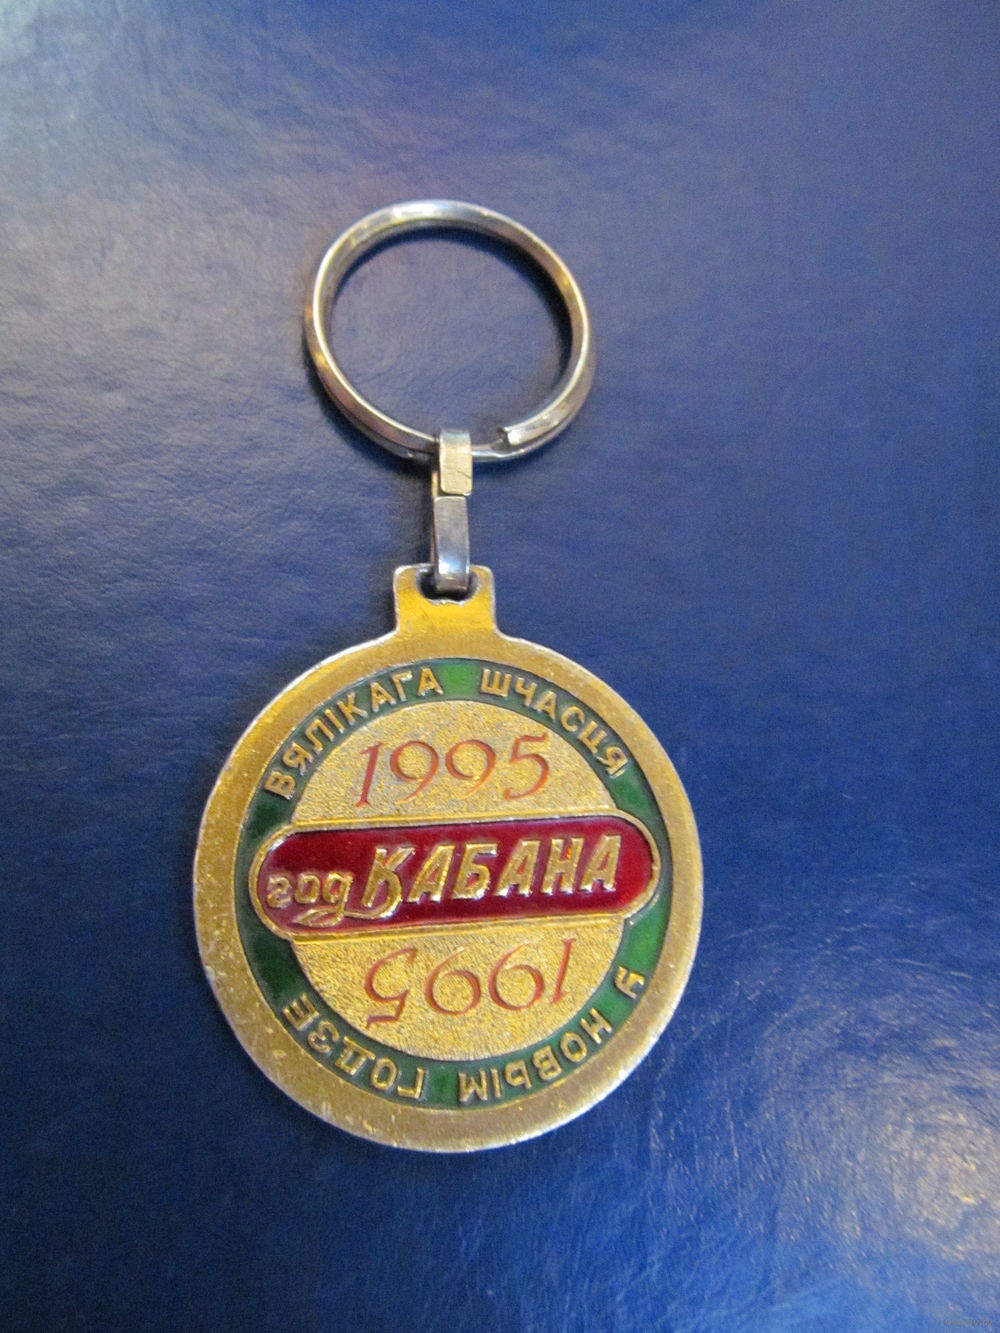 ВЯЛІКАГА ШЧАСЦЯ
1995
год КАБАНА
1995
У НОВЫМ ГОДЗЕ